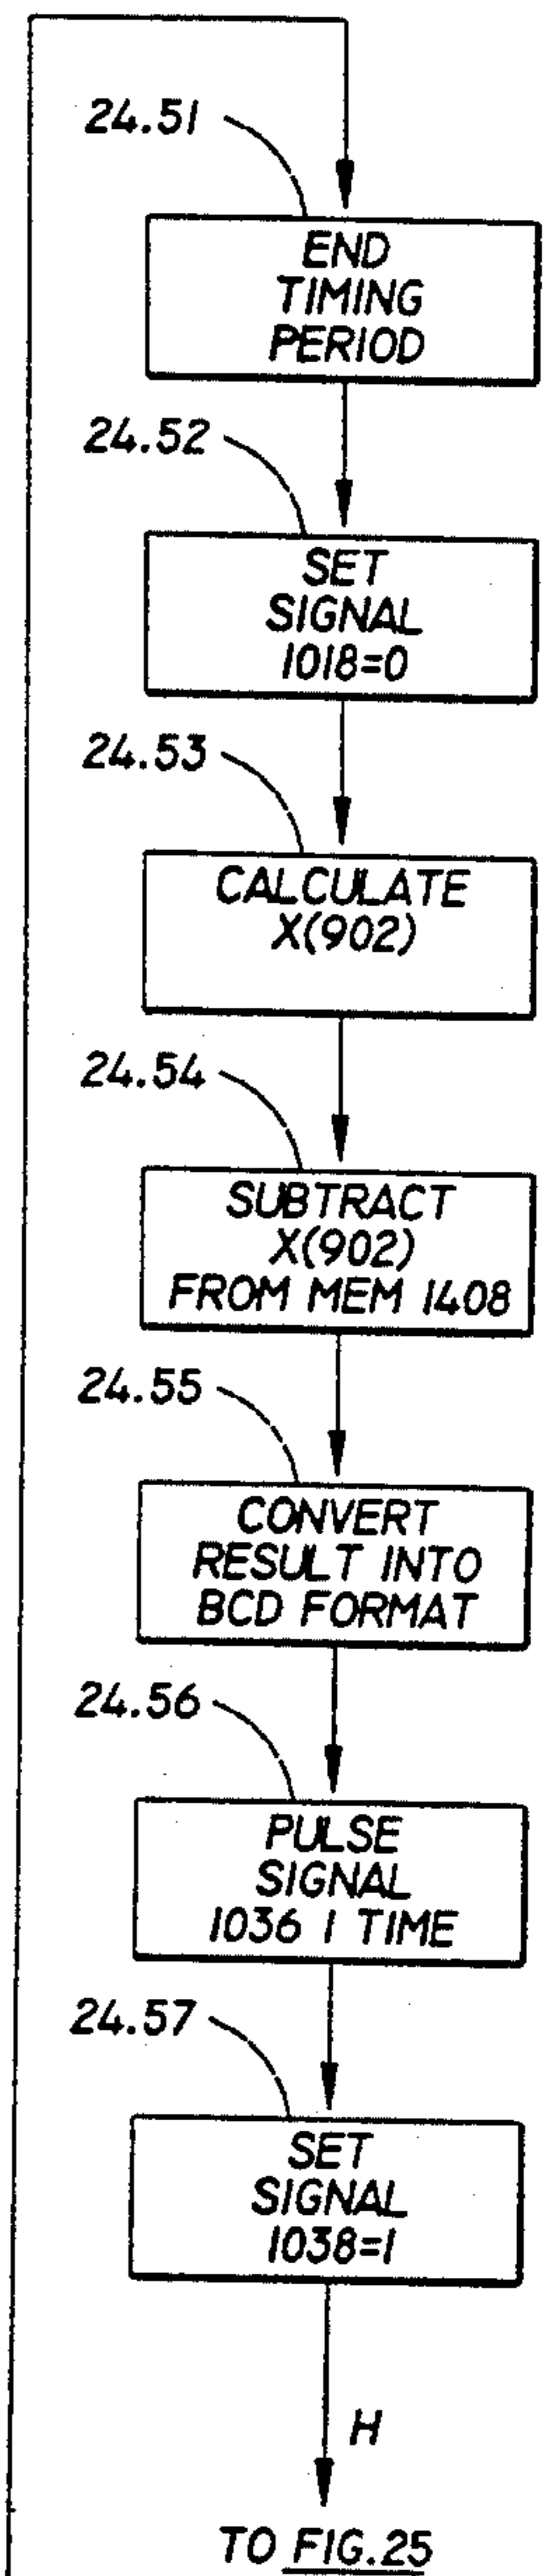 24.51
END
TIMING
PERIOD
24.52
SET
SIGNAL
1018=0
24.53
CALCULATE
X(902)
24.54
SUBTRACT
X(902)
FROM MEM 1408
24.55
CONVERT
RESULT INTO
BCD FORMAT
24.56
PULSE
SIGNAL
1036 1 TIME
24.57
SET
SIGNAL
1038=1
H
TO FIG.25